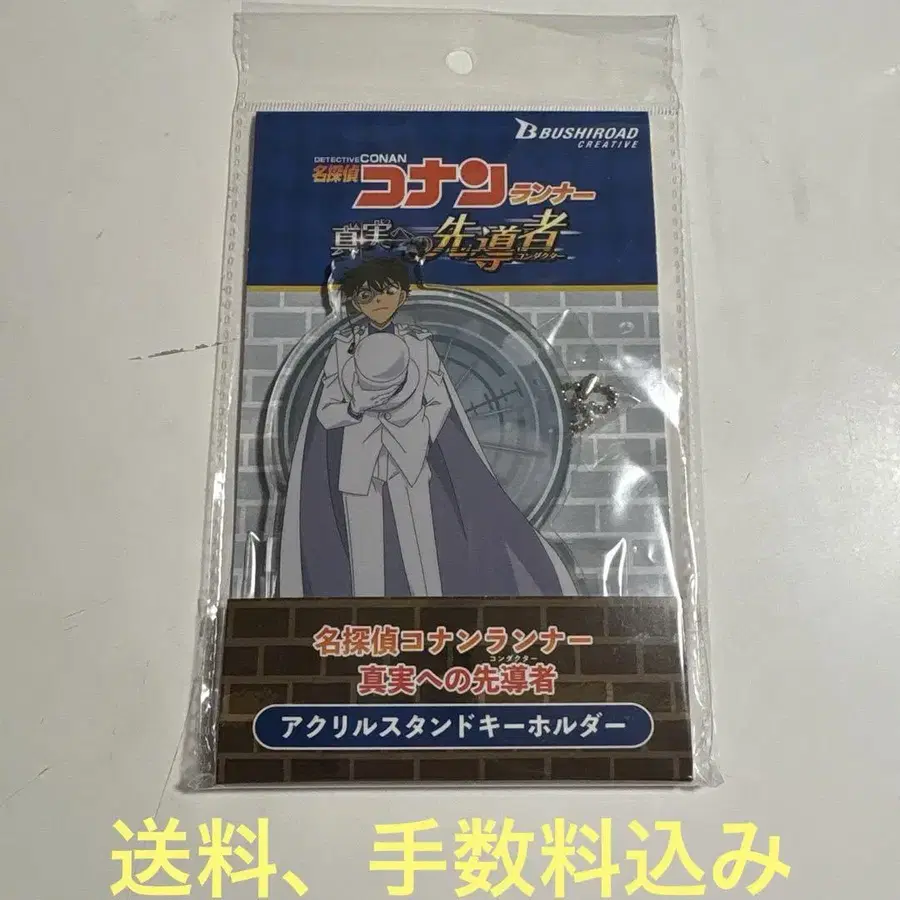 BUSHIROAD
CREATIVE
DETECTIVE CONAN
名探偵コナンランナー
真実への先導者
コンダクター
名探偵コナンランナー
コンダクター
真実への先導者
アクリルスタンドキーホルダー
送料、手数料込み